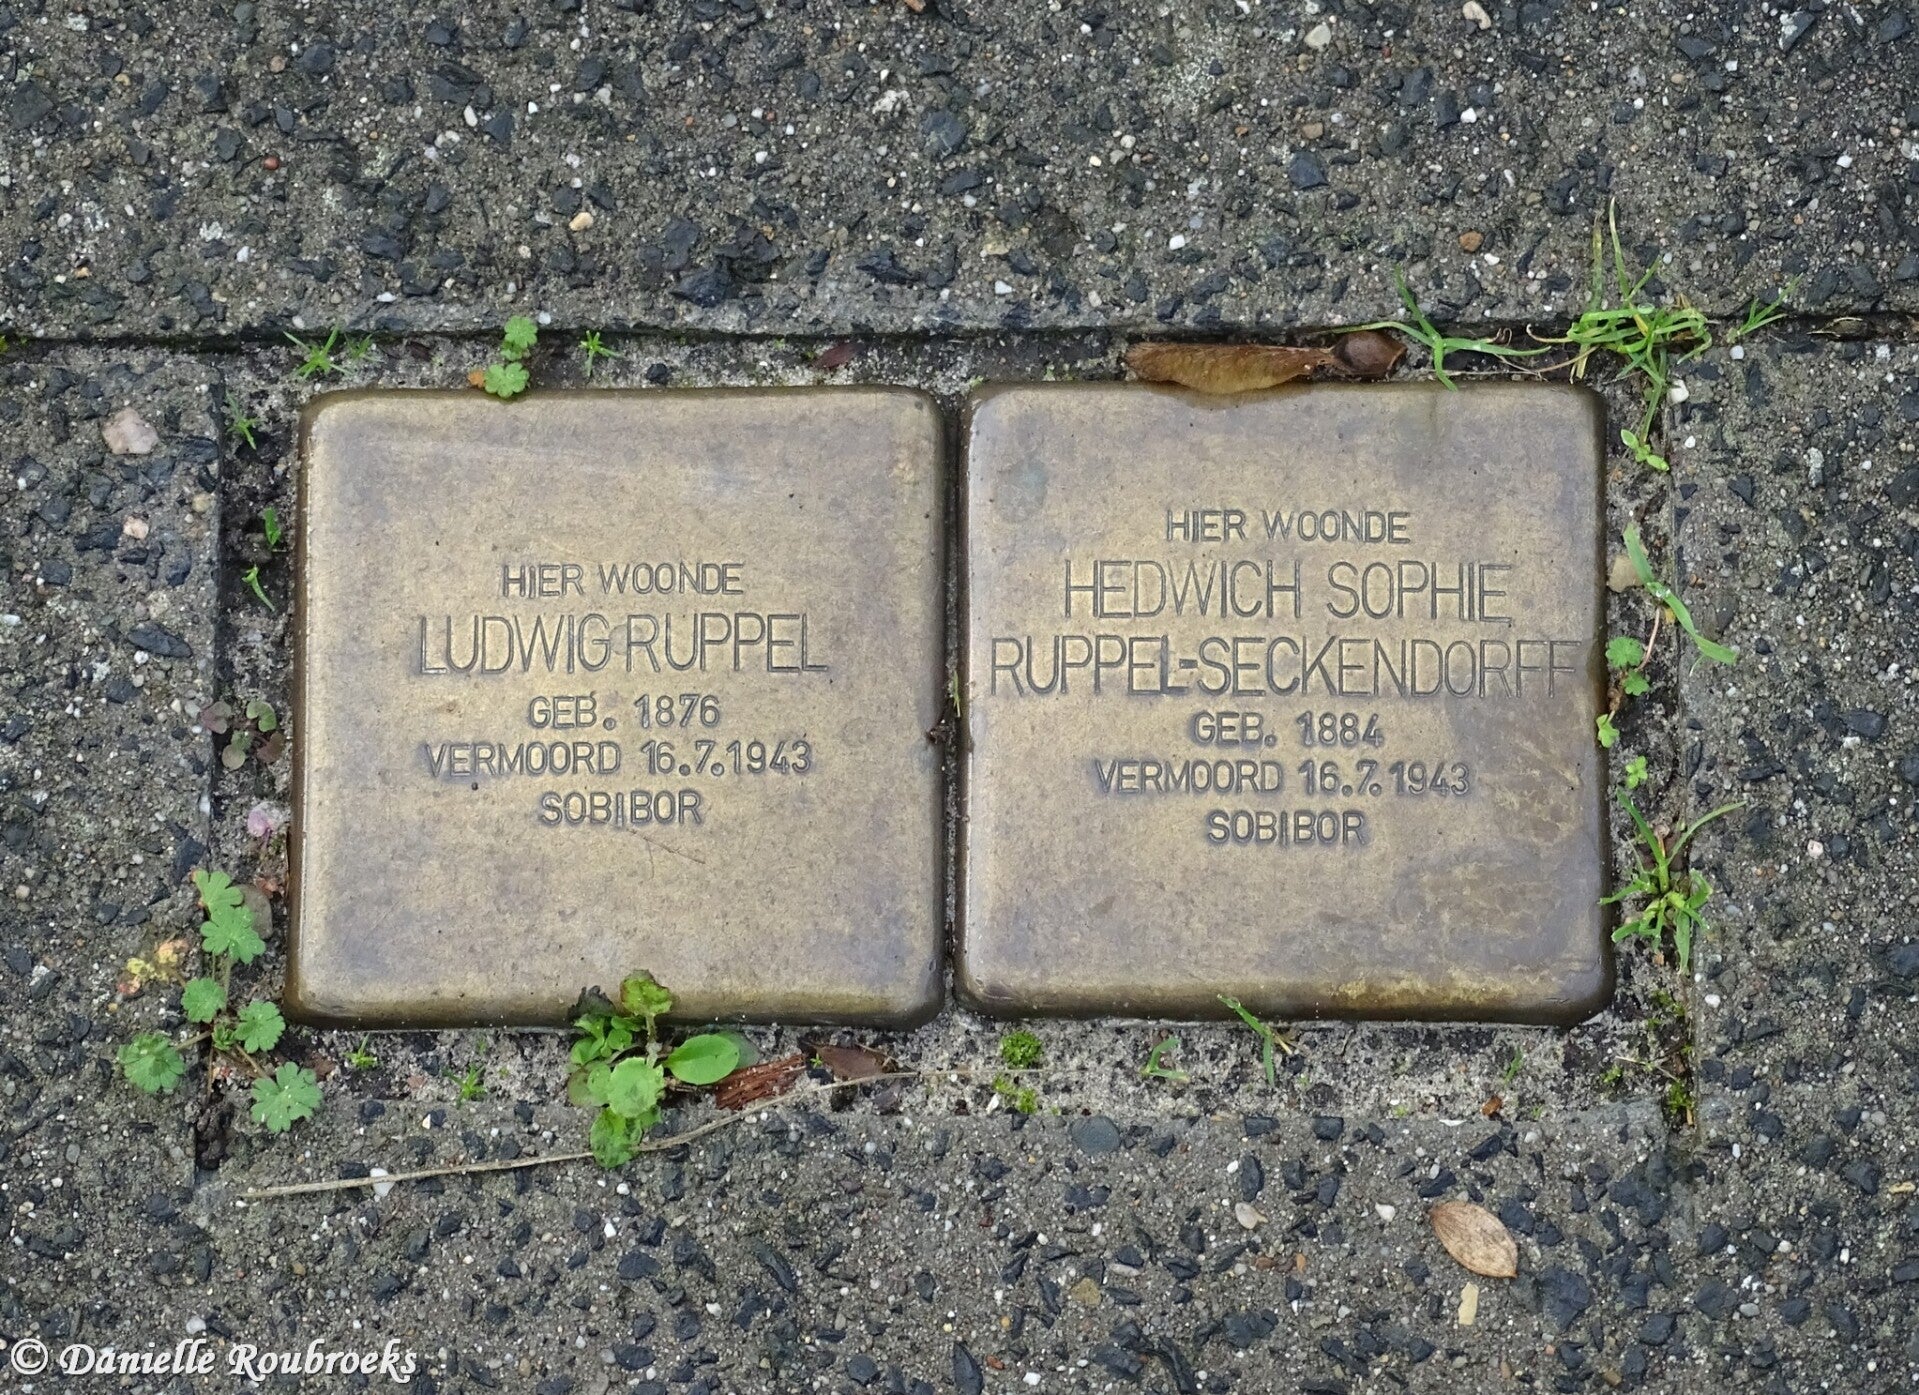 HIER WOONDE
LUDWIG RUPPEL
GEB. 1876
VERMOORD 16.7.1943
SOBIBOR
HIER WOONDE
HEDWICH SOPHIE
RUPPEL-SECKENDORFF
GEB. 1884
VERMOORD 16.7.1943
SOBIBOR
© Danielle Roubroeks